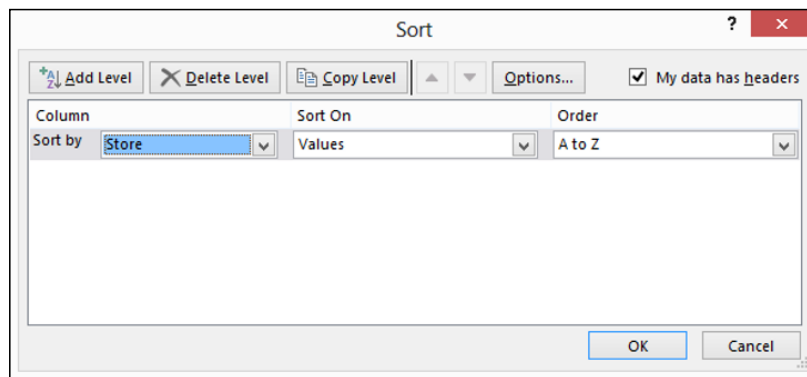 Sort
?
Add Level Delete Level Copy Level Options... My data has headers
Column Sort On Order
Sort by Store Values A to Z
OK Cancel